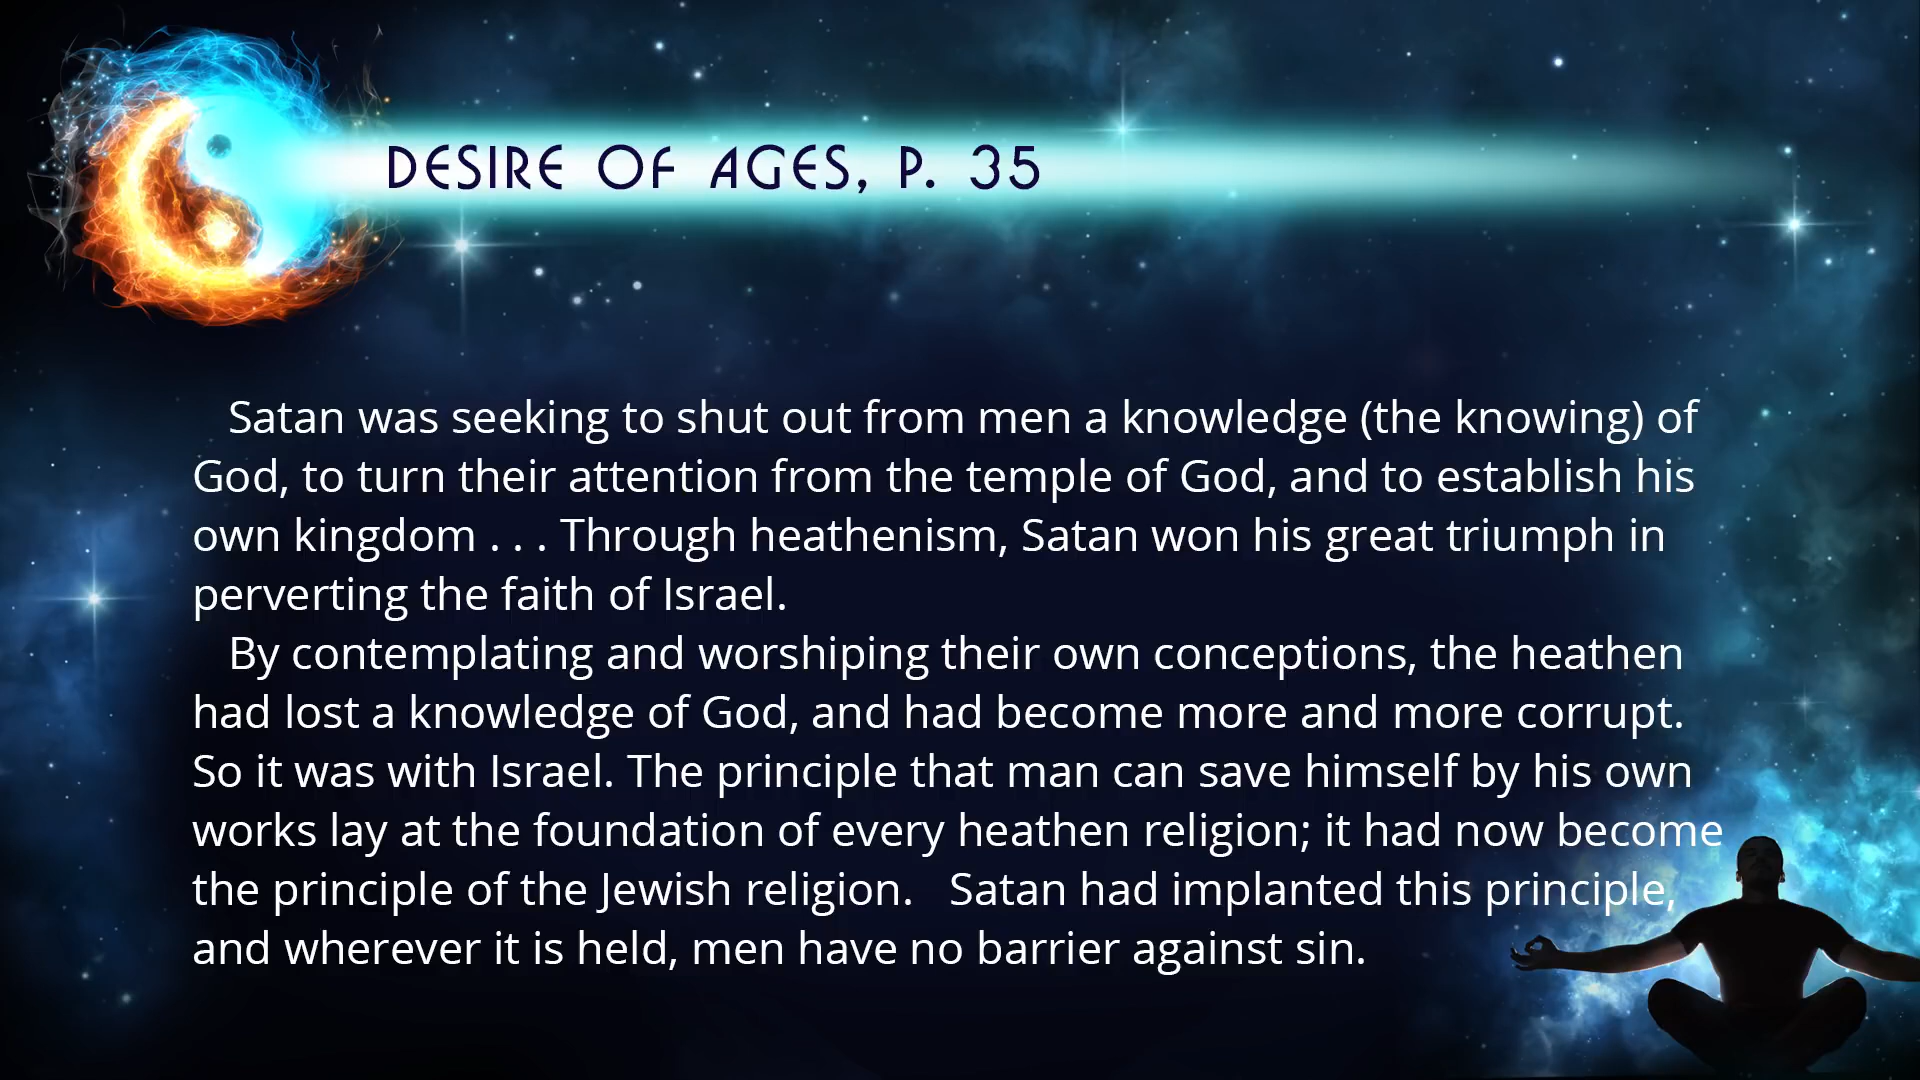 DESIRE OF AGES, P. 35
Satan was seeking to shut out from men a knowledge (the knowing) of
God, to turn their attention from the temple of God, and to establish his
own kingdom . . . Through heathenism, Satan won his great triumph in
perverting the faith of Israel.
By contemplating and worshiping their own conceptions, the heathen
had lost a knowledge of God, and had become more and more corrupt.
So it was with Israel. The principle that man can save himself by his own
works lay at the foundation of every heathen religion; it had now become
the principle of the Jewish religion.   Satan had implanted this principle,
and wherever it is held, men have no barrier against sin.